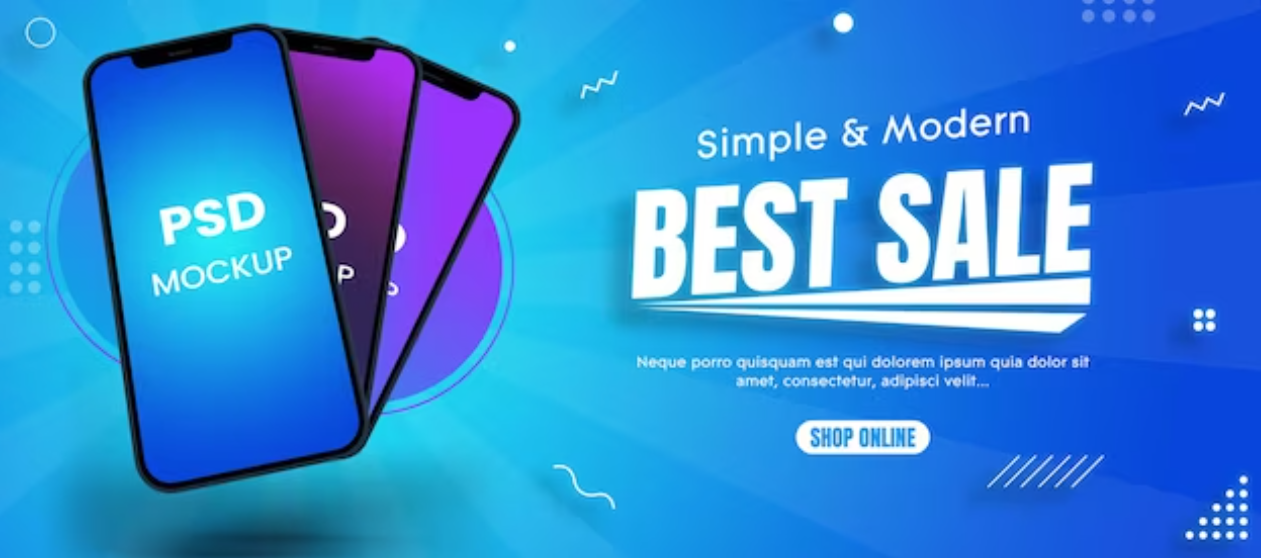 PSD
MOCKUP
D
P
Simple & Modern
BEST SALE
Neque porro quisquam est qui dolorem ipsum quia dolor sit
amet, consectetur, adipisci velit...
SHOP ONLINE